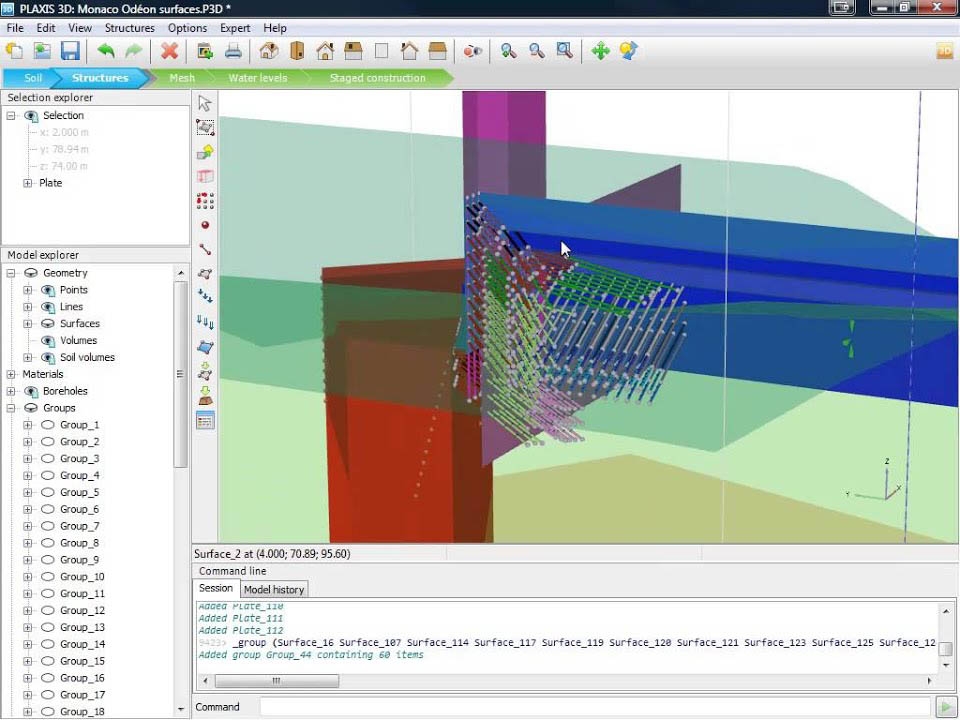 PLAXIS 3D: Monaco Odéon surfaces.P3D *
File Edit View Structures Options Expert Help
Soil Structures Mesh Water levels Staged construction
Selection explorer
Selection
x: 2.000 m
y: 78.94 m
z: 74.00 m
Plate
Model explorer
Geometry
Points
Lines
Surfaces
Volumes
Soil volumes
Materials
Boreholes
Groups
Group_1
Group_2
Group_3
Group_4
Group_5
Group_6
Group_7
Group_8
Group_9
Group_10
Group_11
Group_12
Group_13
Group_14
Group_15
Group_16
Group_17
Group_18
Z
Y X
Surface_2 at (4.000; 70.89; 95.60)
Command line
Session Model history
Added Plate_110
Added Plate_111
Added Plate_112
9423> _group (Surface_16 Surface_107 Surface_114 Surface_117 Surface_119 Surface_120 Surface_121 Surface_123 Surface_125 Surface_12
Added group Group_44 containing 60 items
Command